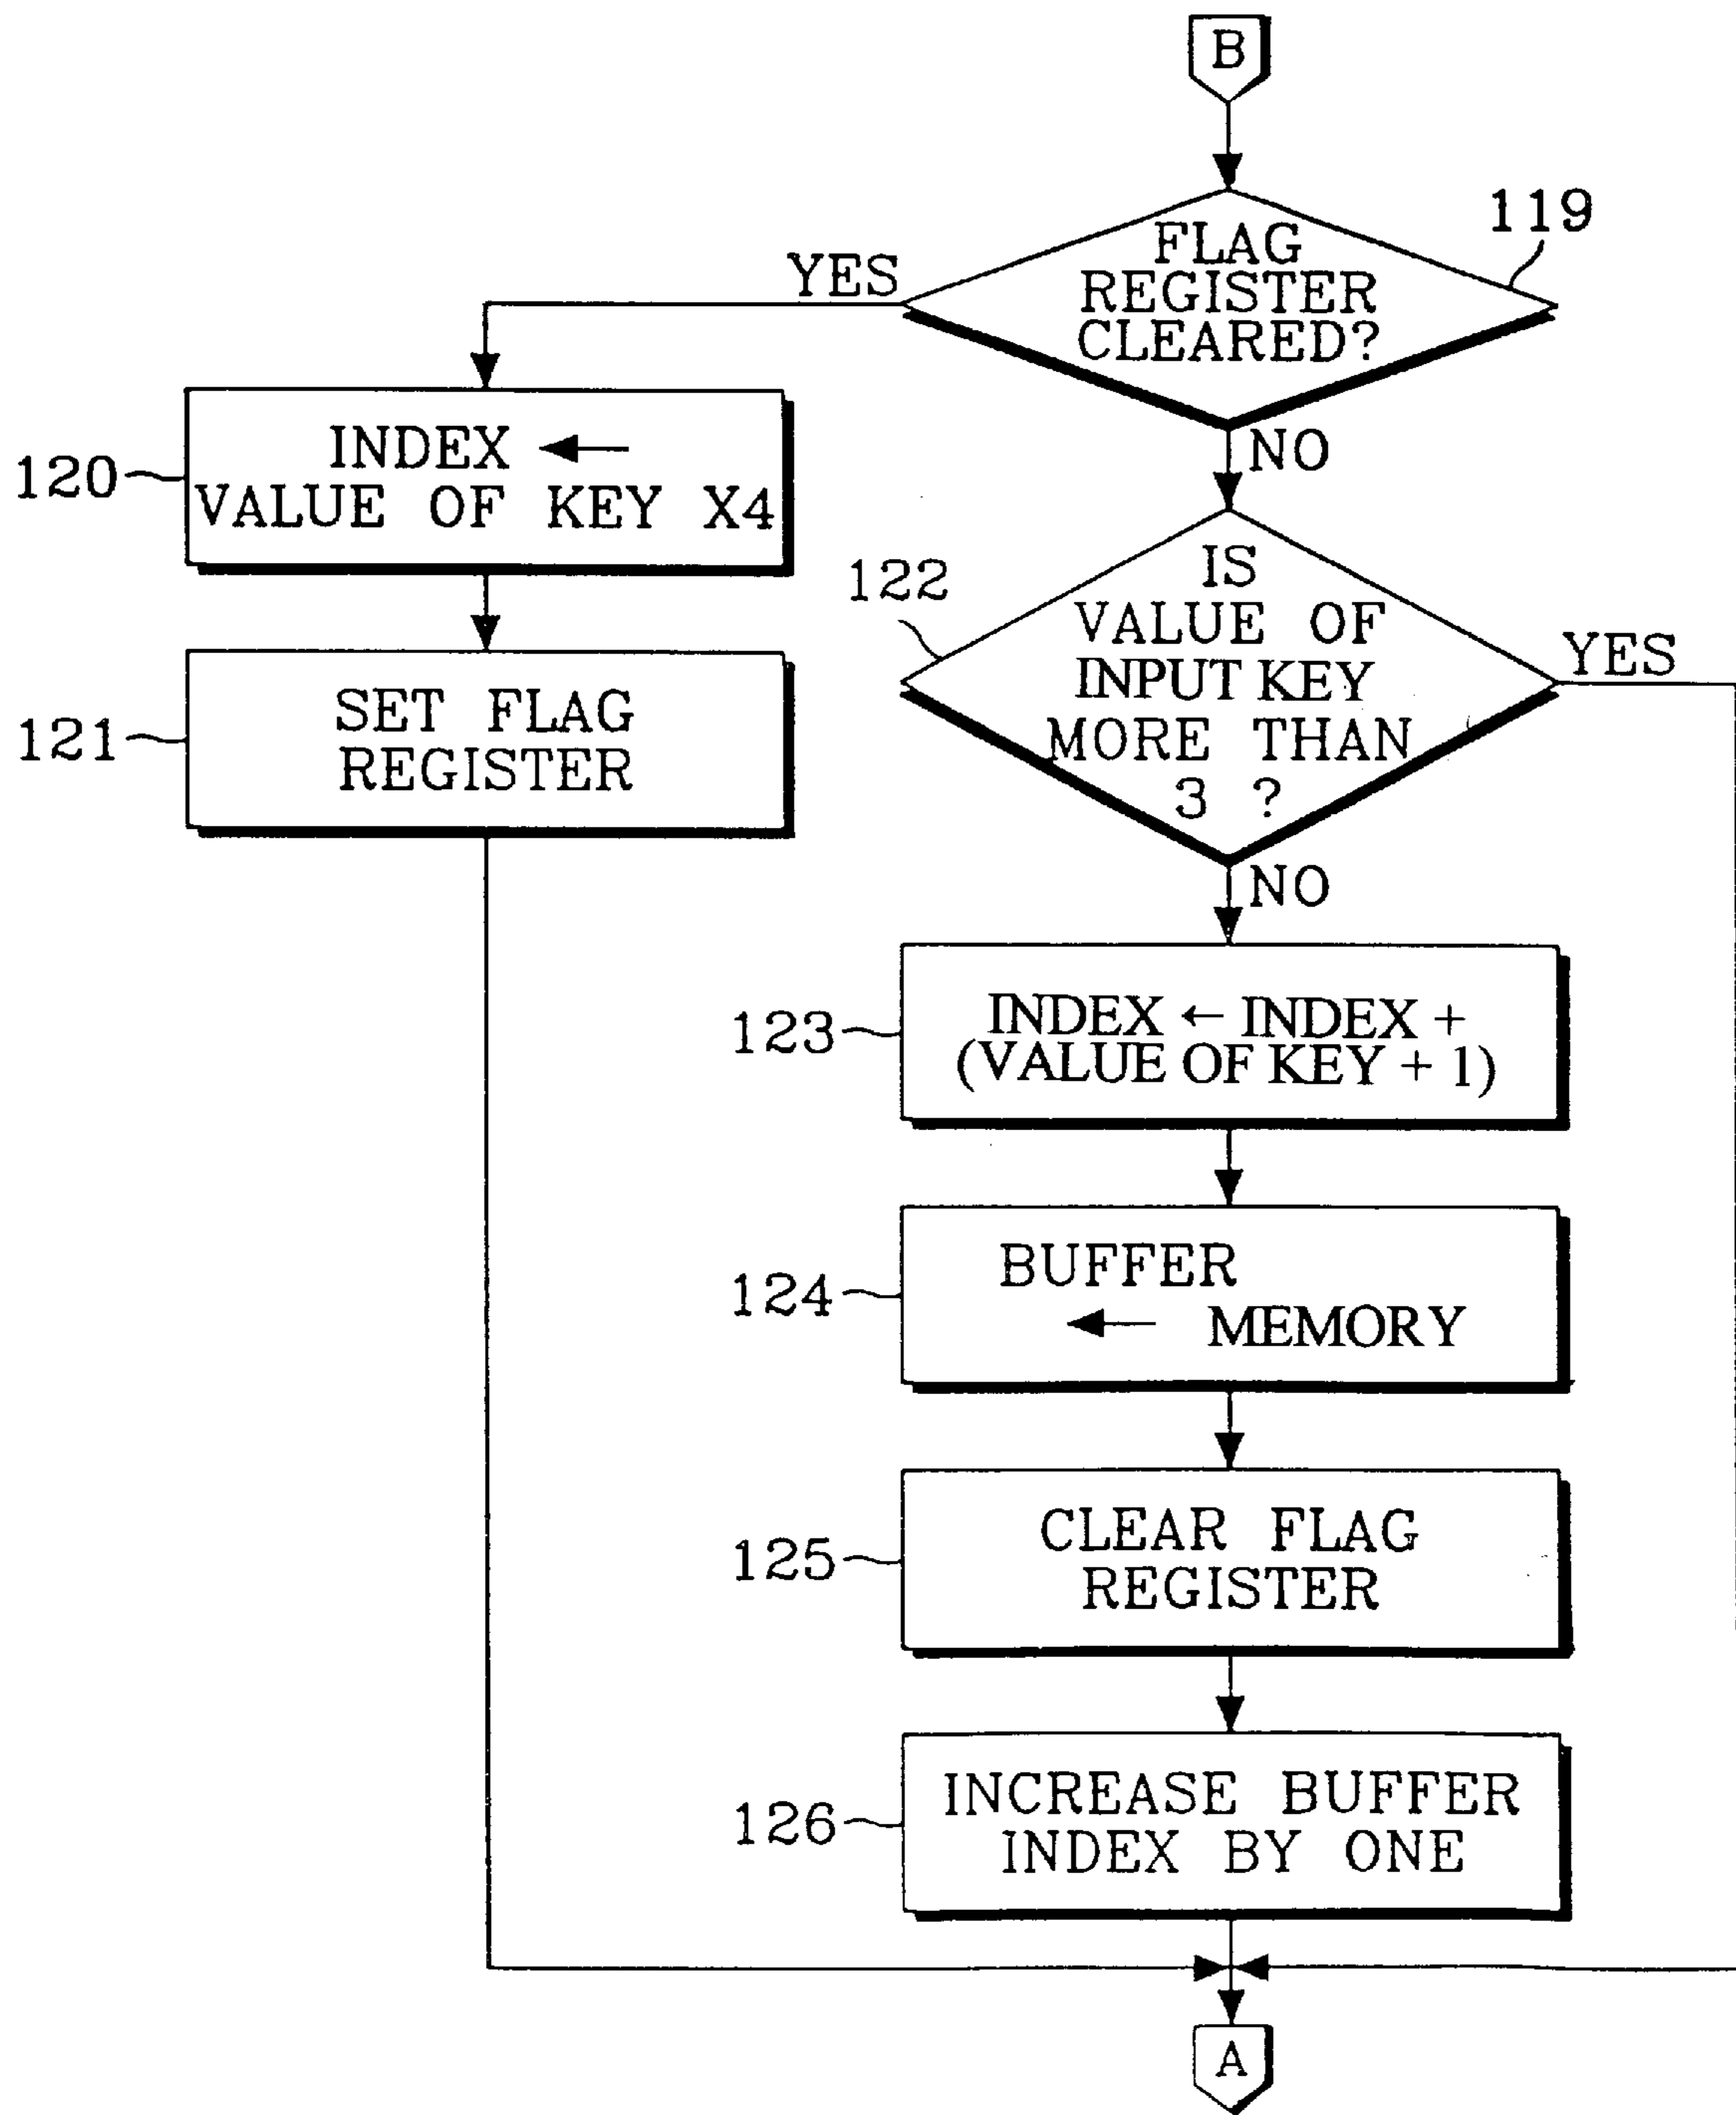 B
119
FLAG
REGISTER
CLEARED?
YES
NO
120
INDEX ←
VALUE OF KEY X4
121
SET FLAG
REGISTER
122
IS
VALUE OF
INPUT KEY
MORE THAN
3 ?
YES
NO
123
INDEX ← INDEX +
(VALUE OF KEY + 1)
124
BUFFER
← MEMORY
125
CLEAR FLAG
REGISTER
126
INCREASE BUFFER
INDEX BY ONE
A